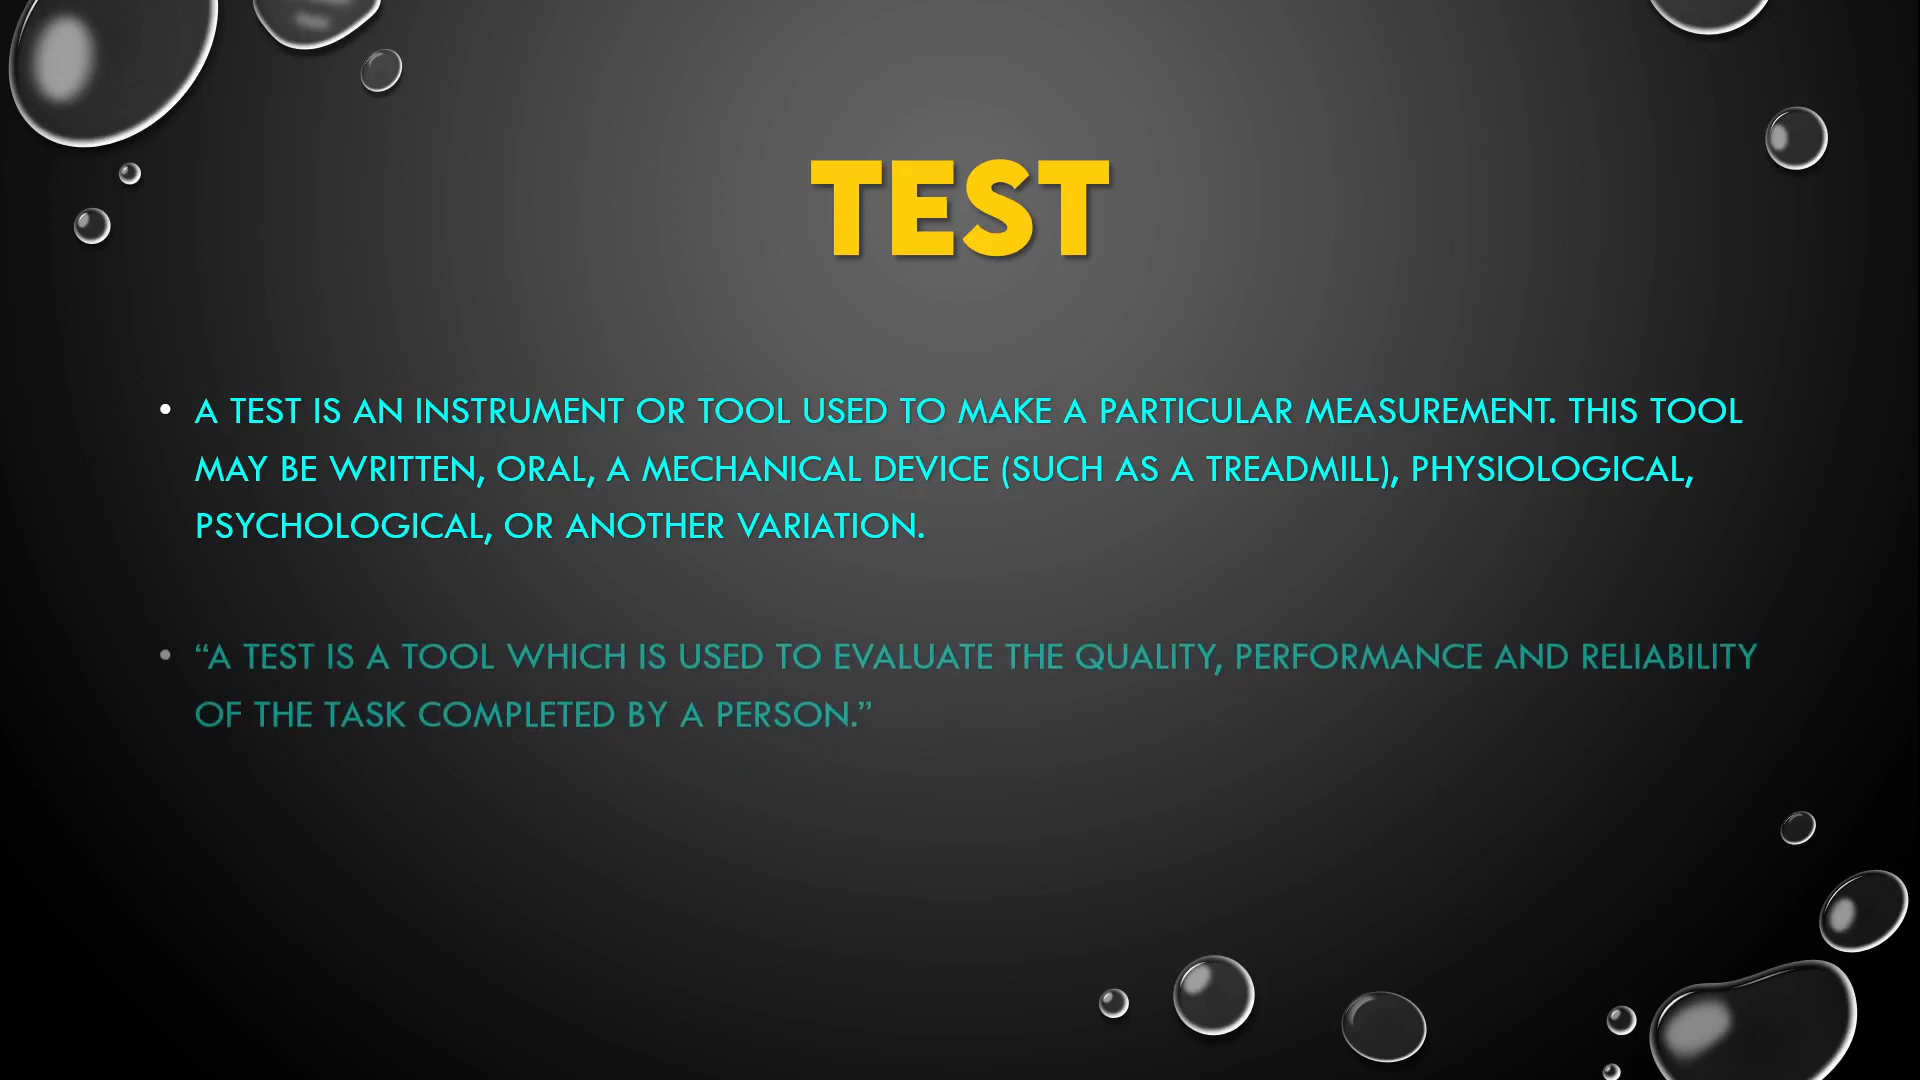 TEST
• A TEST IS AN INSTRUMENT OR TOOL USED TO MAKE A PARTICULAR MEASUREMENT. THIS TOOL
MAY BE WRITTEN, ORAL, A MECHANICAL DEVICE (SUCH AS A TREADMILL), PHYSIOLOGICAL,
PSYCHOLOGICAL, OR ANOTHER VARIATION.
• “A TEST IS A TOOL WHICH IS USED TO EVALUATE THE QUALITY, PERFORMANCE AND RELIABILITY
OF THE TASK COMPLETED BY A PERSON.”